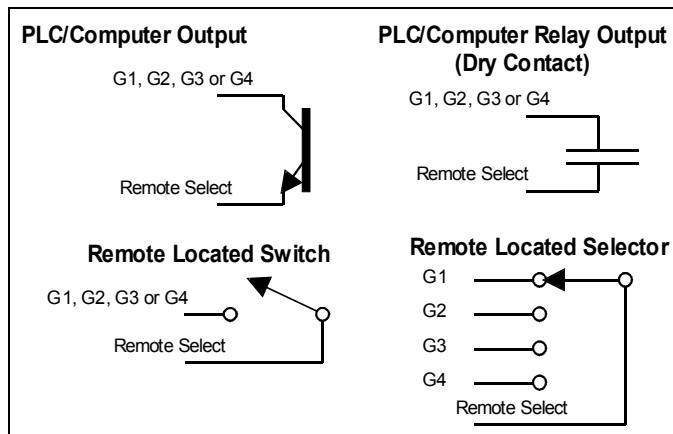 PLC/Computer Output
G1, G2, G3 or G4
Remote Select
PLC/Computer Relay Output
(Dry Contact)
G1, G2, G3 or G4
Remote Select
Remote Located Switch
G1, G2, G3 or G4
Remote Select
Remote Located Selector
G1
G2
G3
G4
Remote Select